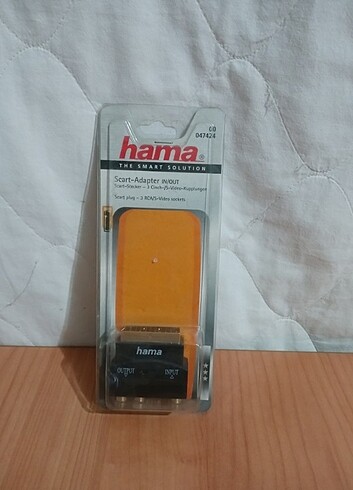 00
047424
hama®
THE SMART SOLUTION
Scart-Adapter IN/OUT
Scart-Stecker – 3 Cinch-/S-Video-Kupplungen
Scart plug – 3 RCA/S-Video sockets
hama
OUTPUT INPUT